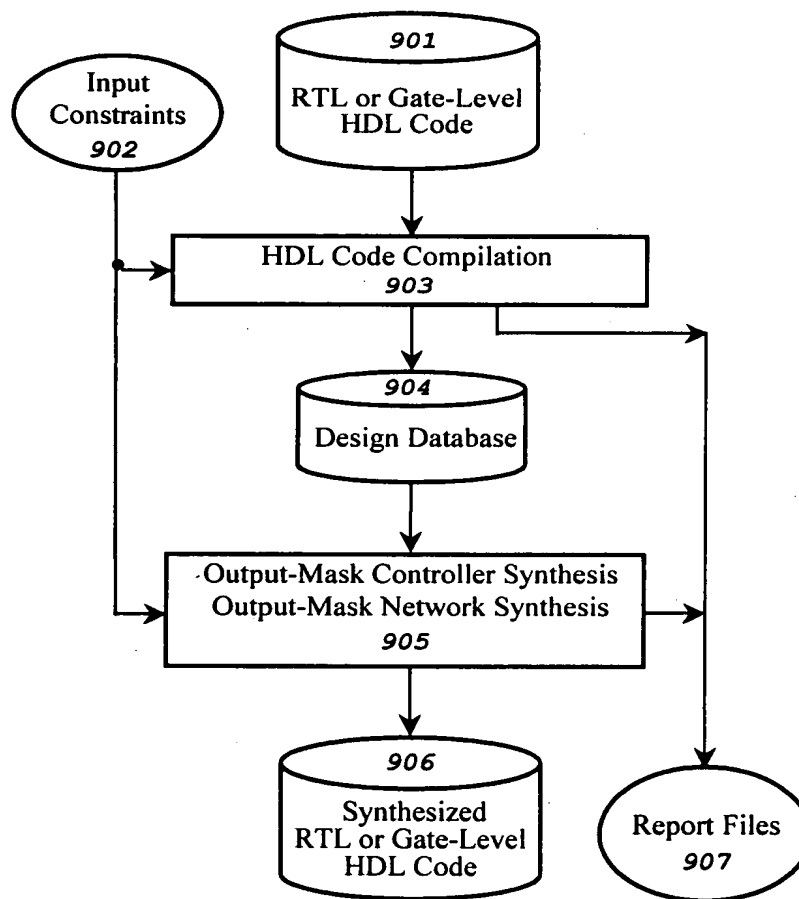 901
RTL or Gate-Level
HDL Code
Input
Constraints
902
HDL Code Compilation
903
904
Design Database
Output-Mask Controller Synthesis
Output-Mask Network Synthesis
905
906
Synthesized
RTL or Gate-Level
HDL Code
Report Files
907